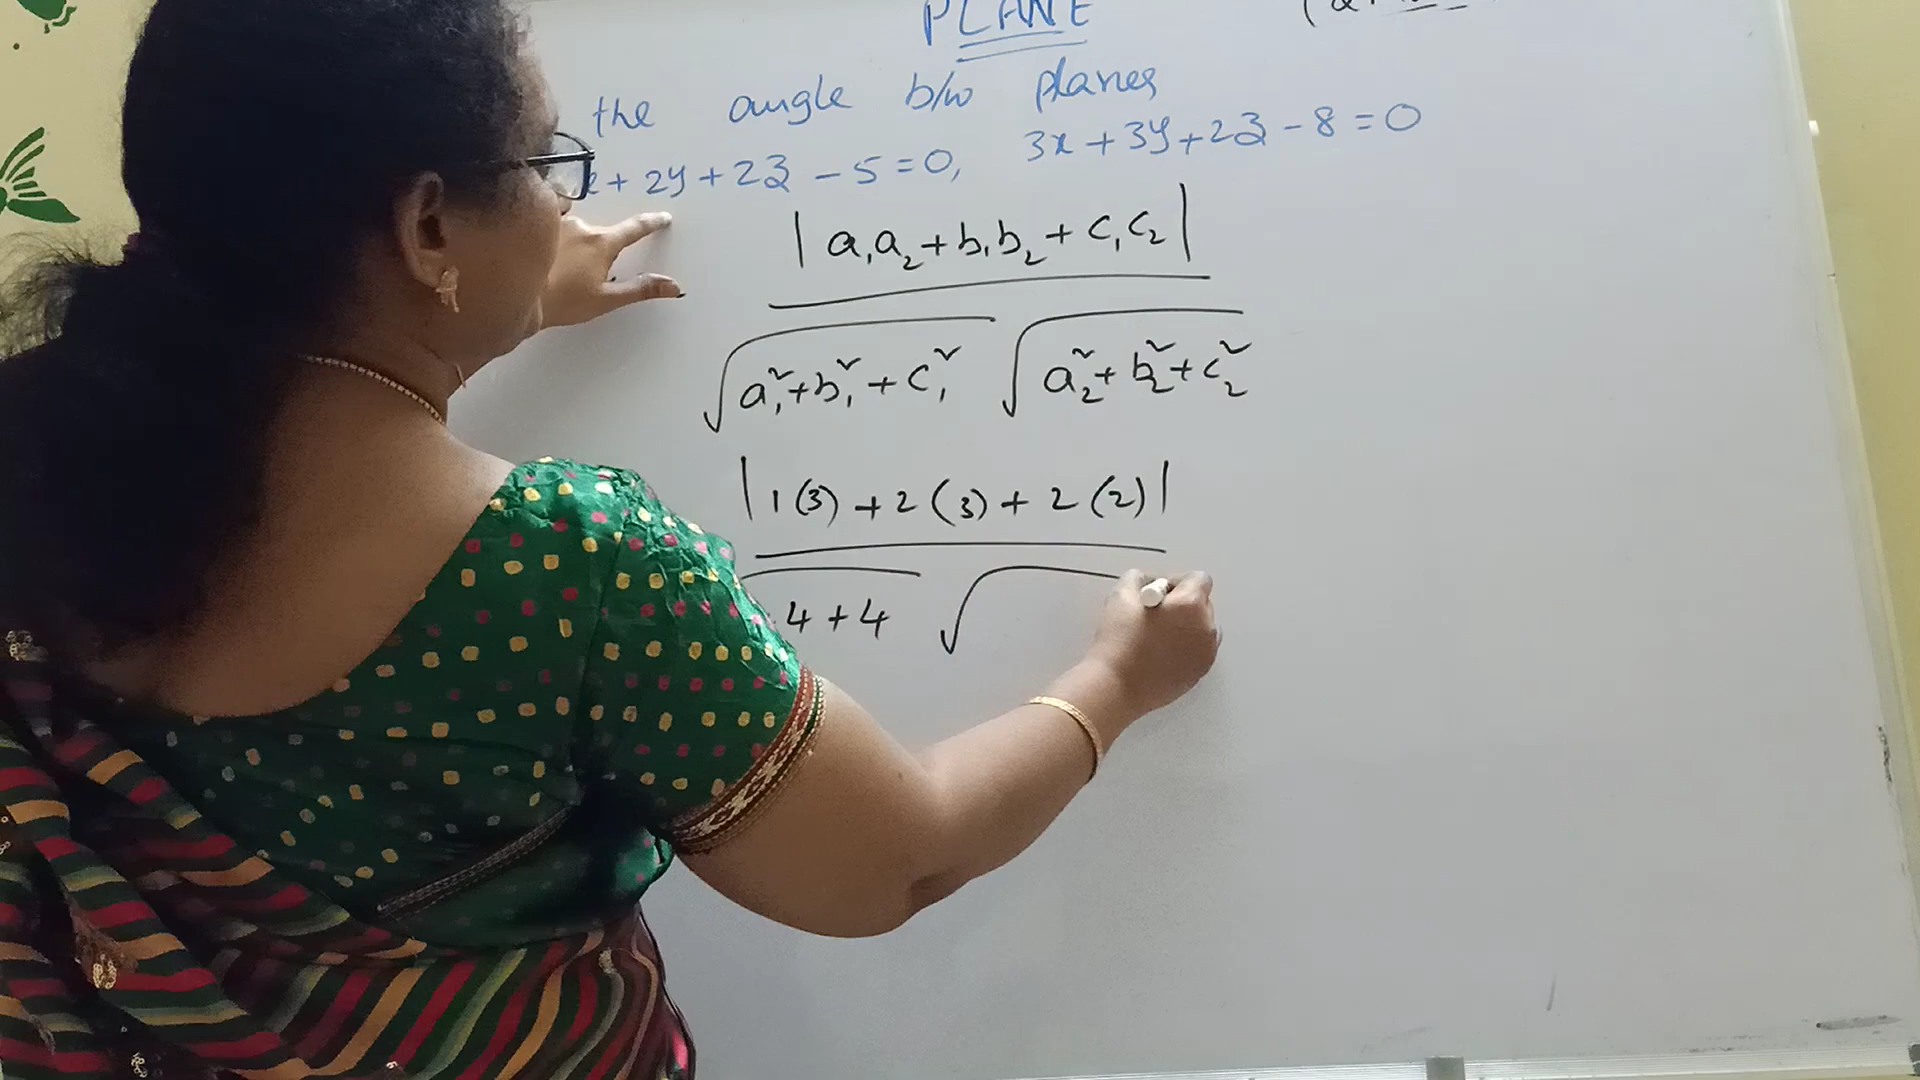 PLANE
the angle b/w planes
x + 2y + 2z - 5 = 0, 3x + 3y + 2z - 8 = 0
| a₁a₂ + b₁b₂ + c₁c₂ |
√a₁² + b₁² + c₁² √a₂² + b₂² + c₂²
| 1(3) + 2(3) + 2(2) |
4 + 4 √